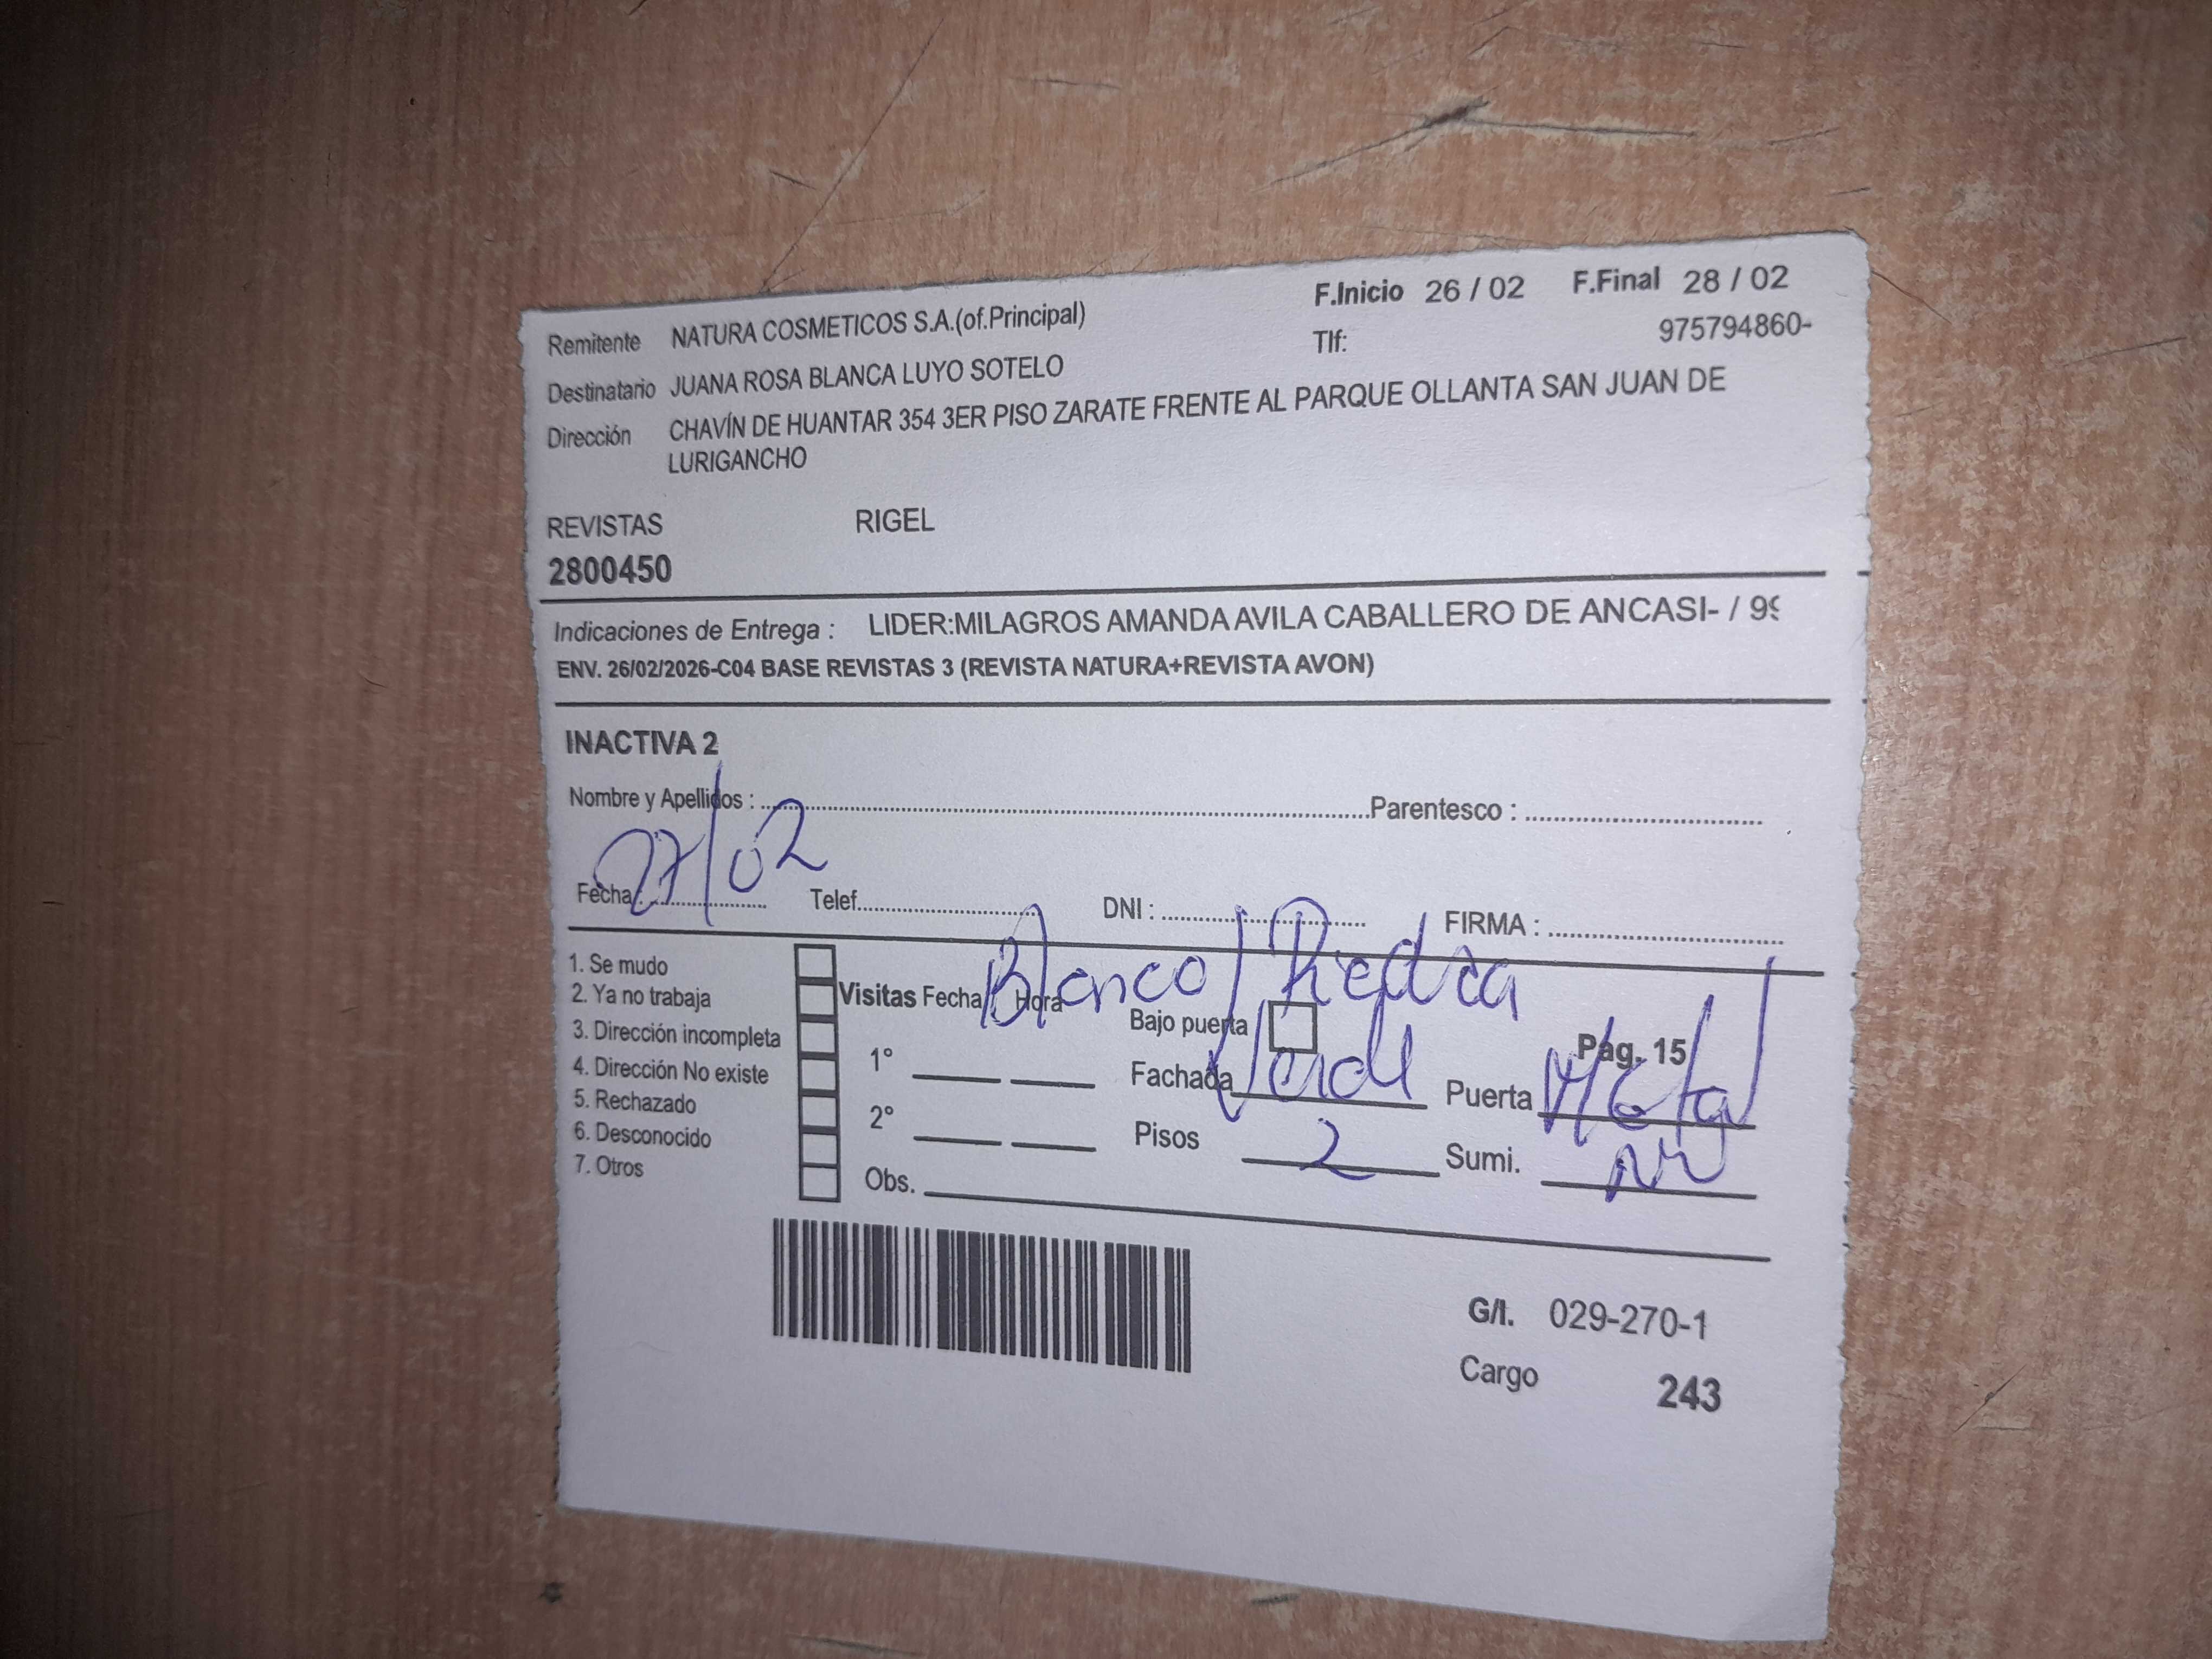 Remitente NATURA COSMETICOS S.A.(of.Principal) F.Inicio 26 / 02 F.Final 28 / 02
Tlf: 975794860-
Destinatario JUANA ROSA BLANCA LUYO SOTELO
Dirección CHAVÍN DE HUANTAR 354 3ER PISO ZARATE FRENTE AL PARQUE OLLANTA SAN JUAN DE
LURIGANCHO
REVISTAS RIGEL
2800450
Indicaciones de Entrega : LIDER:MILAGROS AMANDA AVILA CABALLERO DE ANCASI- / 99
ENV. 26/02/2026-C04 BASE REVISTAS 3 (REVISTA NATURA+REVISTA AVON)
INACTIVA 2
Nombre y Apellidos : Parentesco :
Fecha : 27/02 Telef. DNI : FIRMA :
Blanco/Piedra
1. Se mudo
2. Ya no trabaja
3. Dirección incompleta
4. Dirección No existe
5. Rechazado
6. Desconocido
7. Otros
Visitas Fecha / Hora
1°
2°
Obs.
Bajo puerta Pag. 15
Fachada Verde Puerta Metal
Pisos 2 Sumi.
G/I. 029-270-1
Cargo 243